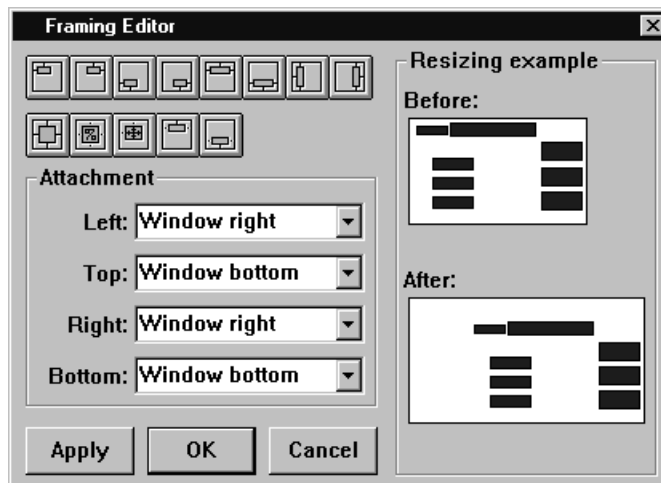 Framing Editor
Resizing example
Before:
%
Attachment
Left: Window right
Top: Window bottom
After:
Right: Window right
Bottom: Window bottom
Apply OK Cancel